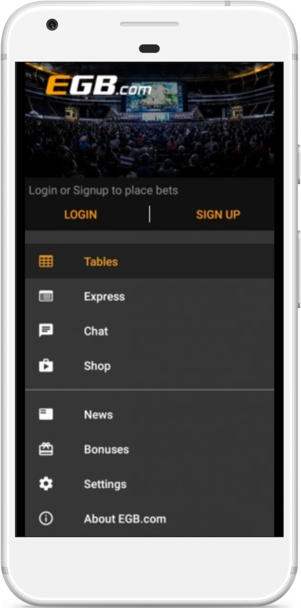 EGB.com
Login or Signup to place bets
LOGIN | SIGN UP
Tables
Express
Chat
Shop
News
Bonuses
Settings
About EGB.com